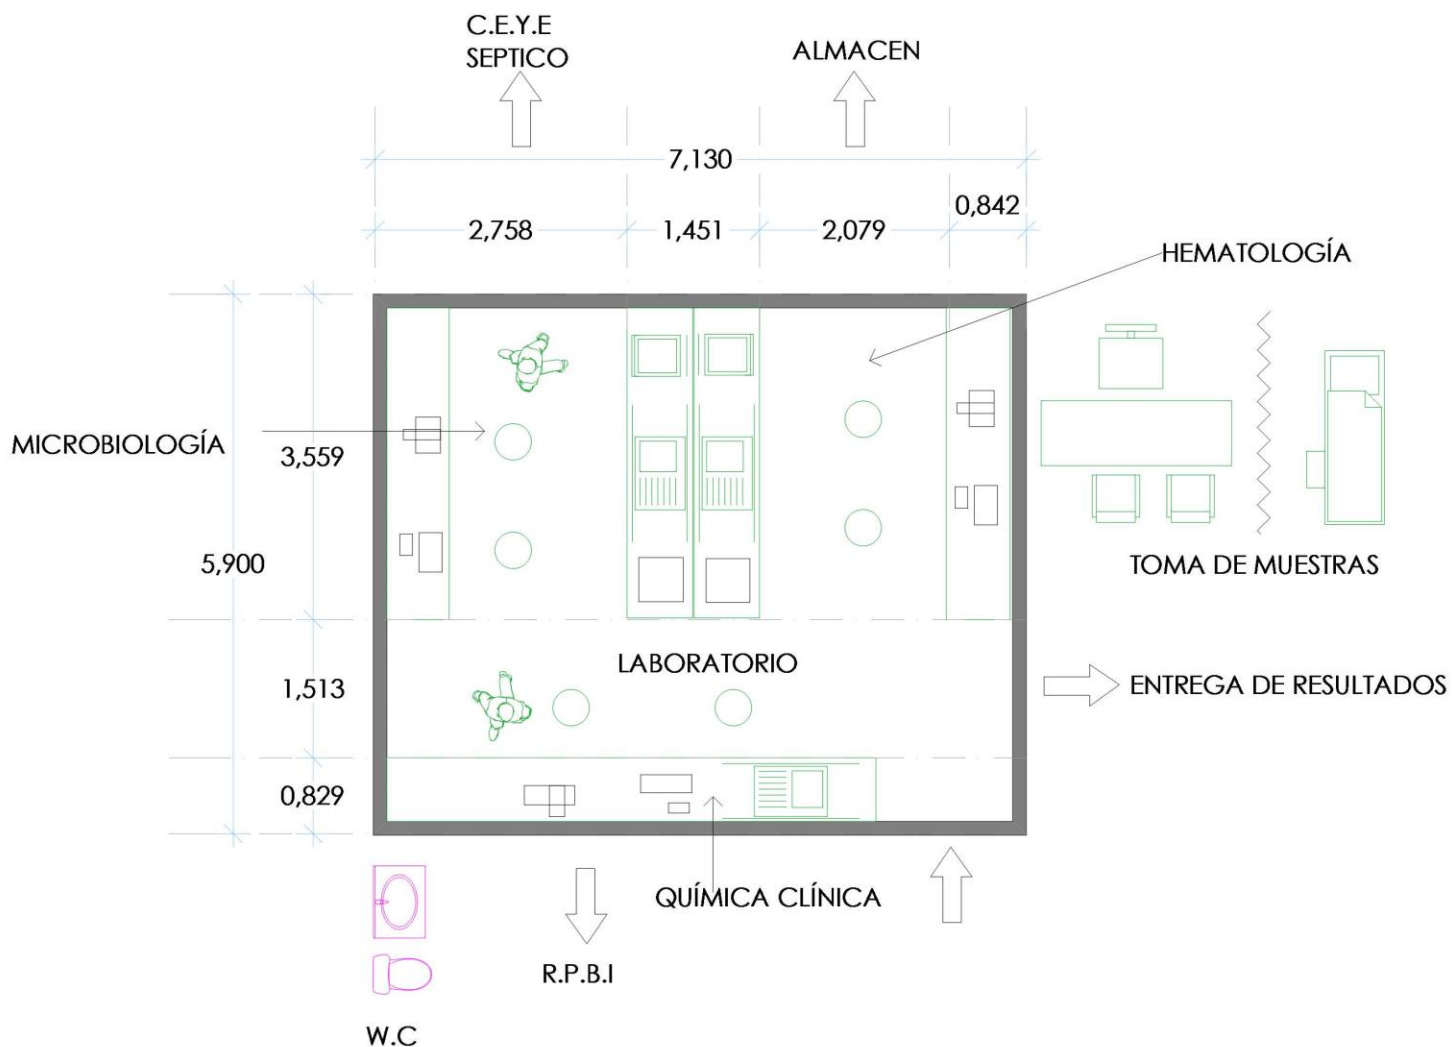 C.E.Y.E
SEPTICO
ALMACEN
7,130
0,842
2,758
1,451
2,079
HEMATOLOGÍA
MICROBIOLOGÍA
3,559
5,900
TOMA DE MUESTRAS
LABORATORIO
1,513
ENTREGA DE RESULTADOS
0,829
QUÍMICA CLÍNICA
R.P.B.I
W.C